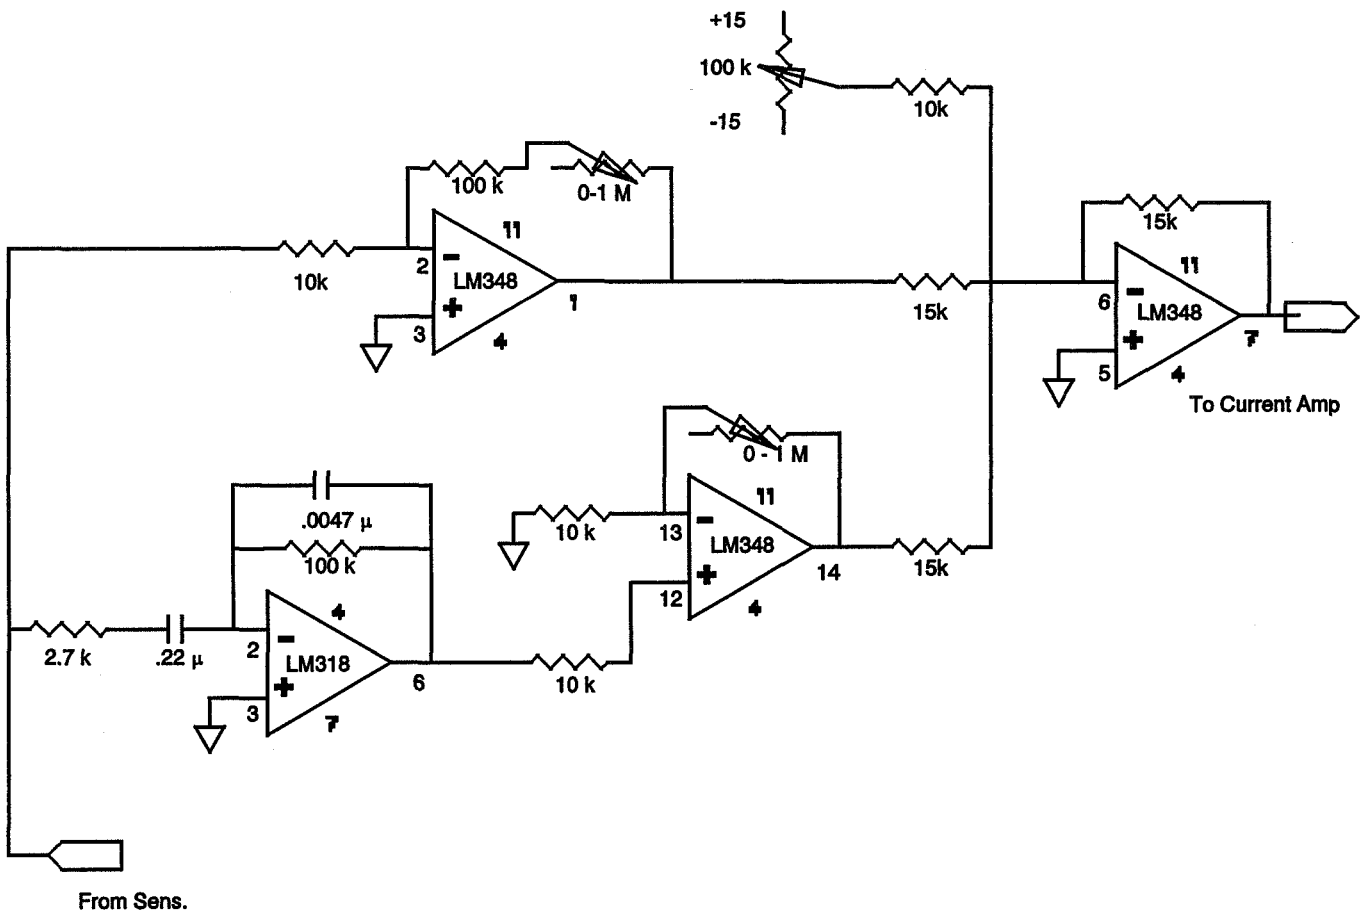 +15
100 k
-15
10k
100 k
0-1 M
11
15k
10k
2
LM348
1
3
4
15k
11
6
LM348
7
5
4
To Current Amp
0 - 1 M
.0047 μ
100 k
10 k
13
11
LM348
14
15k
12
4
4
2.7 k
.22 μ
2
LM318
6
10 k
3
7
From Sens.